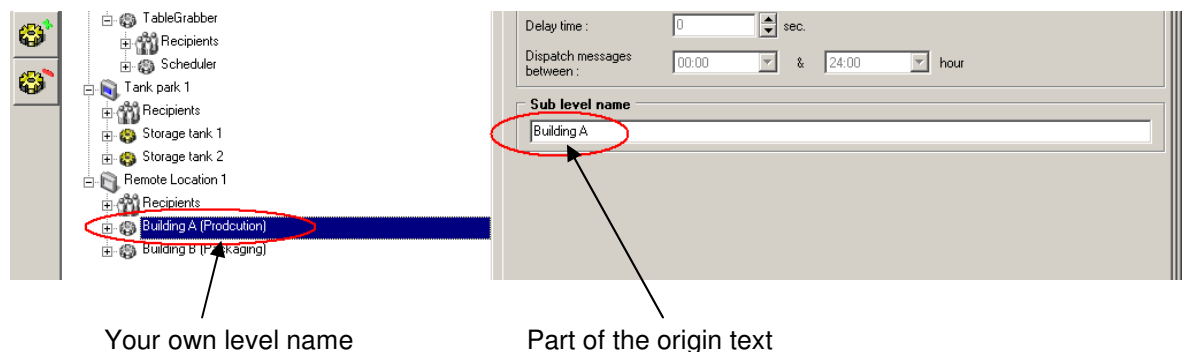 TableGrabber
Recipients
Scheduler
Tank park 1
Recipients
Storage tank 1
Storage tank 2
Remote Location 1
Recipients
Building A (Prodcution)
Building B (Packaging)
Delay time :
0
sec.
Dispatch messages
between :
00:00
&
24:00
hour
Sub level name
Building A
Your own level name
Part of the origin text